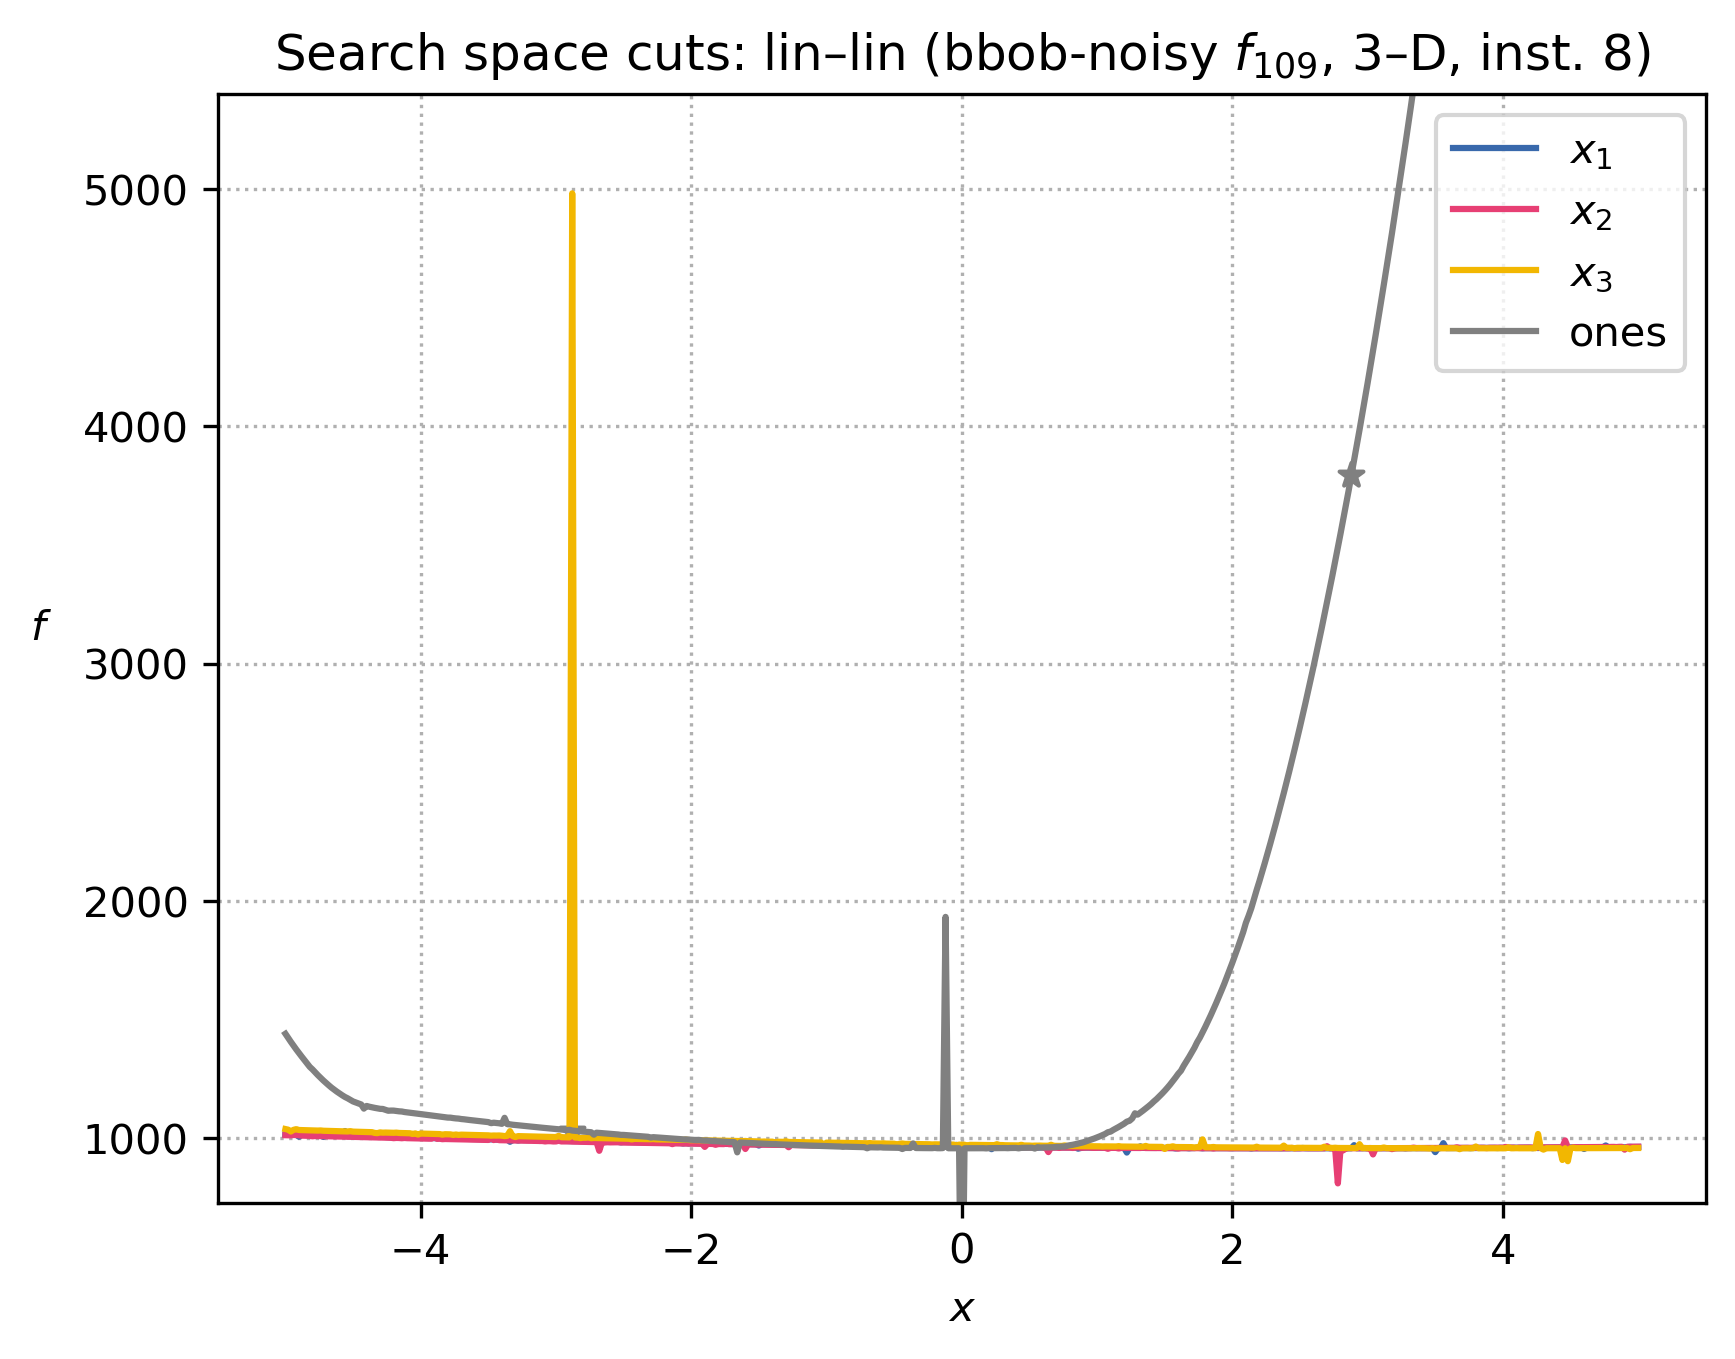 Search space cuts: lin–lin (bbob-noisy f₁₀₉, 3–D, inst. 8)
x₁
x₂
x₃
ones
5000
4000
3000
2000
1000
f
−4
−2
0
2
4
x